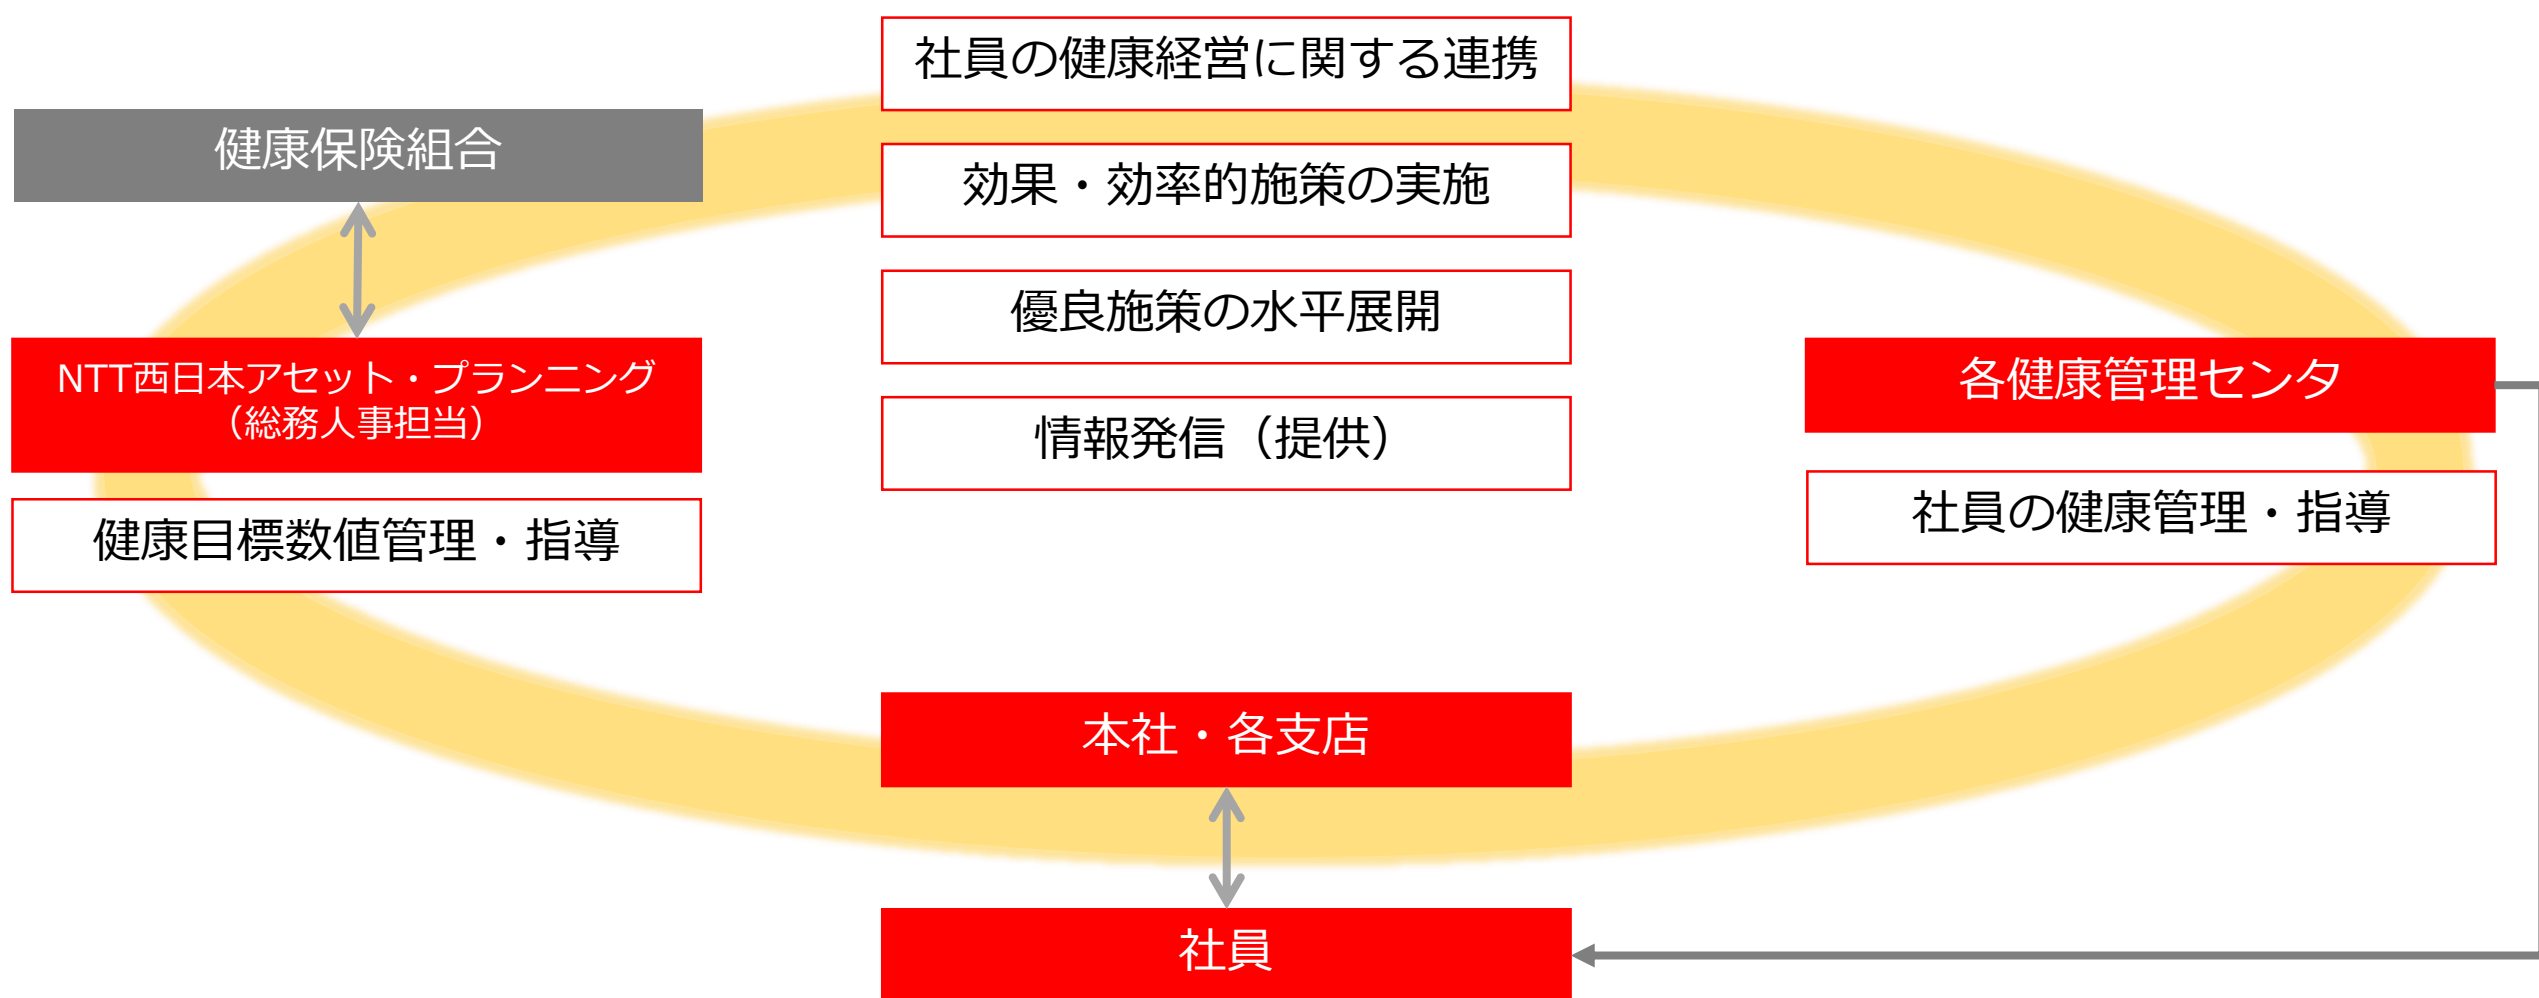 社員の健康経営に関する連携
健康保険組合
効果・効率的施策の実施
優良施策の水平展開
NTT西日本アセット・プランニング
（総務人事担当）
各健康管理センタ
情報発信（提供）
健康目標数値管理・指導
社員の健康管理・指導
本社・各支店
社員